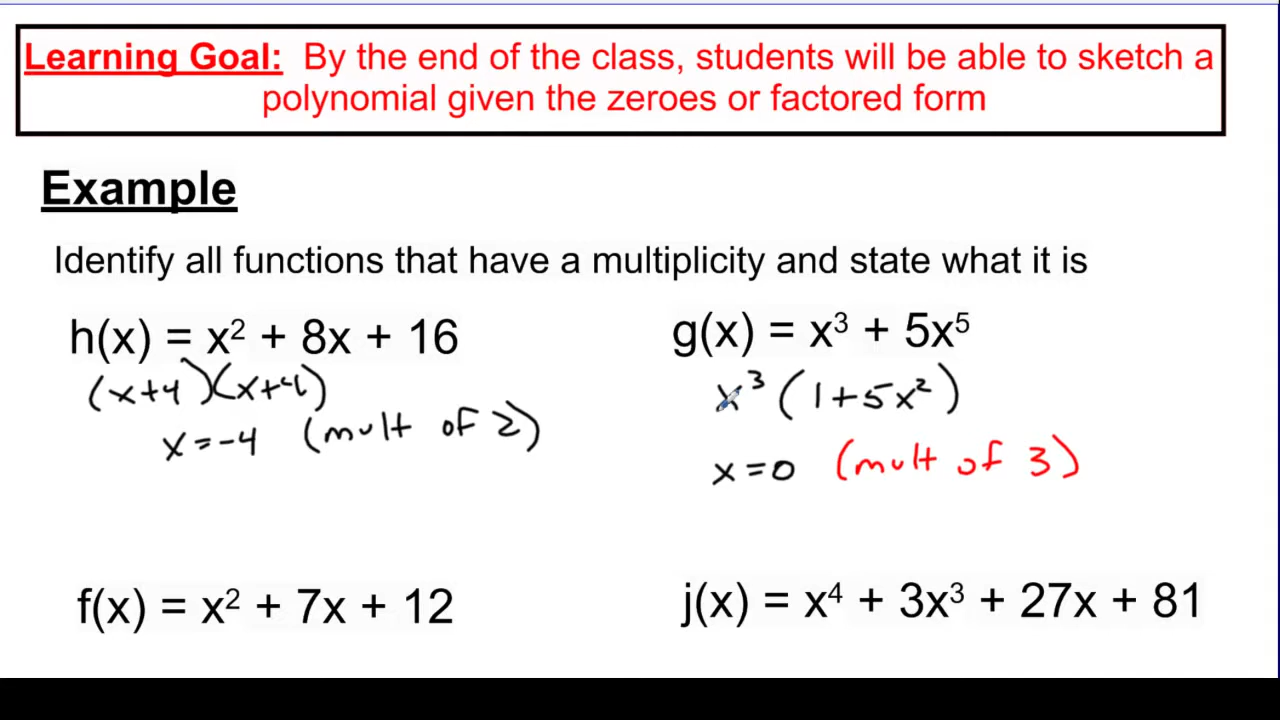 Learning Goal: By the end of the class, students will be able to sketch a
polynomial given the zeroes or factored form
Example
Identify all functions that have a multiplicity and state what it is
h(x) = x² + 8x + 16
(x+4)(x+4)
x = -4 (mult of 2)
g(x) = x³ + 5x⁵
x³ (1+5x²)
x = 0 (mult of 3)
f(x) = x² + 7x + 12
j(x) = x⁴ + 3x³ + 27x + 81